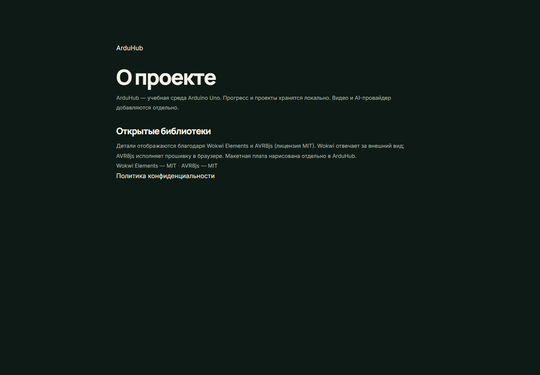 ArduHub
О проекте
ArduHub — учебная среда Arduino Uno. Прогресс и проекты хранятся локально. Видео и AI-провайдер
добавляются отдельно.
Открытые библиотеки
Детали отображаются благодаря Wokwi Elements и AVR8js (лицензия MIT). Wokwi отвечает за внешний вид;
AVR8js исполняет прошивку в браузере. Макетная плата нарисована отдельно в ArduHub.
Wokwi Elements — MIT · AVR8js — MIT
Политика конфиденциальности